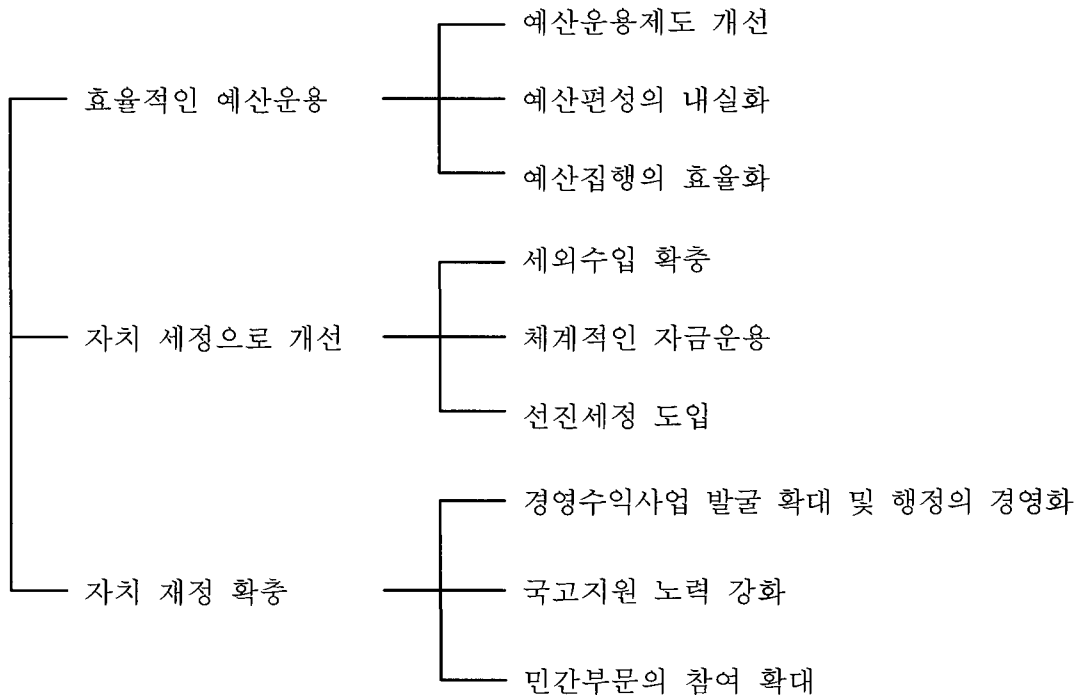 효율적인 예산운용
예산운용제도 개선
예산편성의 내실화
예산집행의 효율화
자치 세정으로 개선
세외수입 확충
체계적인 자금운용
선진세정 도입
자치 재정 확충
경영수익사업 발굴 확대 및 행정의 경영화
국고지원 노력 강화
민간부문의 참여 확대